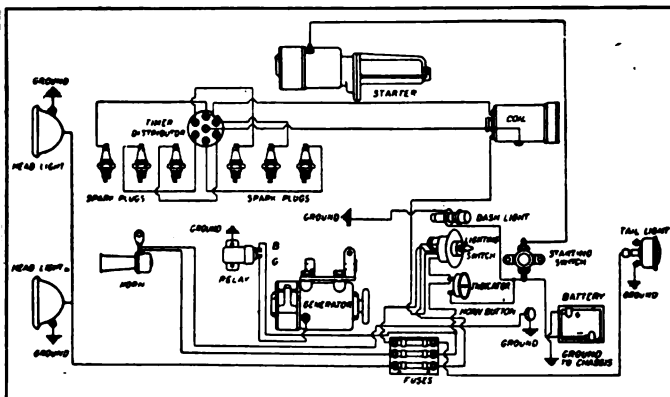 GROUND
STARTER
TIMER
DISTRIBUTOR
COIL
HEAD LIGHT
SPARK PLUGS
SPARK PLUGS
GROUND
DASH LIGHT
TAIL LIGHT
GROUND
B
G
LIGHTING
SWITCH
STARTING
SWITCH
HEAD LIGHT
HORN
RELAY
GENERATOR
INDICATOR
GROUND
HORN BUTTON
BATTERY
+
-
GROUND
GROUND
GROUND
TO CHASSIS
FUSES